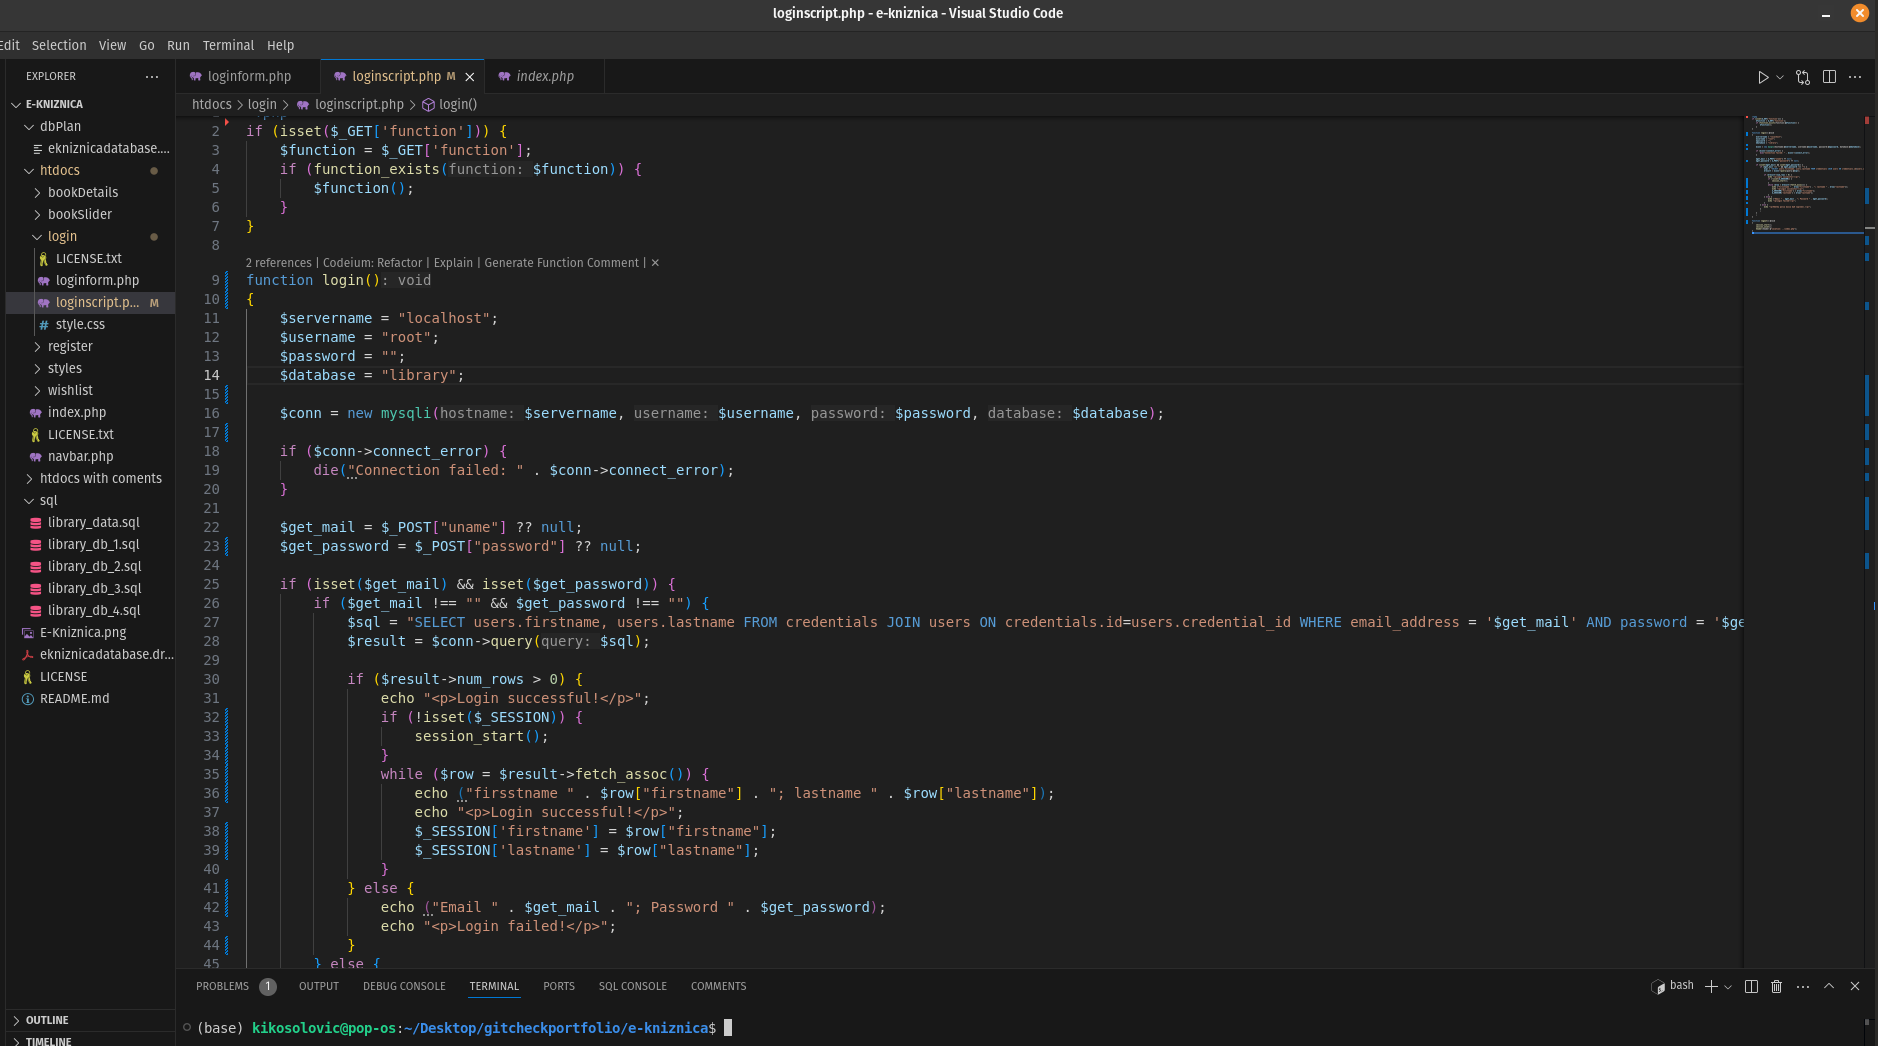 loginscript.php - e-kniznica - Visual Studio Code
Edit Selection View Go Run Terminal Help
EXPLORER
E-KNIZNICA
dbPlan
ekniznicadatabase....
htdocs
bookDetails
bookSlider
login
LICENSE.txt
loginform.php
loginscript.p... M
style.css
register
styles
wishlist
index.php
LICENSE.txt
navbar.php
htdocs with coments
sql
library_data.sql
library_db_1.sql
library_db_2.sql
library_db_3.sql
library_db_4.sql
E-Kniznica.png
ekniznicadatabase.dr...
LICENSE
README.md
OUTLINE
TIMELINE
loginform.php loginscript.php M index.php
htdocs > login > loginscript.php > login()
2 if (isset($_GET['function'])) {
3 $function = $_GET['function'];
4 if (function_exists(function: $function)) {
5 $function();
6 }
7 }
8
2 references | Codeium: Refactor | Explain | Generate Function Comment | ×
9 function login(): void
10 {
11 $servername = "localhost";
12 $username = "root";
13 $password = "";
14 $database = "library";
15
16 $conn = new mysqli(hostname: $servername, username: $username, password: $password, database: $database);
17
18 if ($conn->connect_error) {
19 die("Connection failed: " . $conn->connect_error);
20 }
21
22 $get_mail = $_POST["uname"] ?? null;
23 $get_password = $_POST["password"] ?? null;
24
25 if (isset($get_mail) && isset($get_password)) {
26 if ($get_mail !== "" && $get_password !== "") {
27 $sql = "SELECT users.firstname, users.lastname FROM credentials JOIN users ON credentials.id=users.credential_id WHERE email_address = '$get_mail' AND password = '$ge
28 $result = $conn->query(query: $sql);
29
30 if ($result->num_rows > 0) {
31 echo "<p>Login successful!</p>";
32 if (!isset($_SESSION)) {
33 session_start();
34 }
35 while ($row = $result->fetch_assoc()) {
36 echo ("firsstname " . $row["firstname"] . "; lastname " . $row["lastname"]);
37 echo "<p>Login successful!</p>";
38 $_SESSION['firstname'] = $row["firstname"];
39 $_SESSION['lastname'] = $row["lastname"];
40 }
41 } else {
42 echo ("Email " . $get_mail . "; Password " . $get_password);
43 echo "<p>Login failed!</p>";
44 }
45 } else {
PROBLEMS 1 OUTPUT DEBUG CONSOLE TERMINAL PORTS SQL CONSOLE COMMENTS
bash
(base) kikosolovic@pop-os:~/Desktop/gitcheckportfolio/e-kniznica$